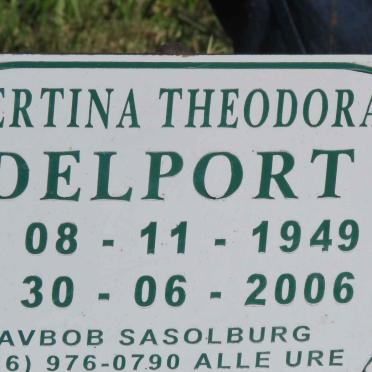 ERTINA THEODORA
DELPORT
08 - 11 - 1949
30 - 06 - 2006
AVBOB SASOLBURG
6) 976-0790 ALLE URE